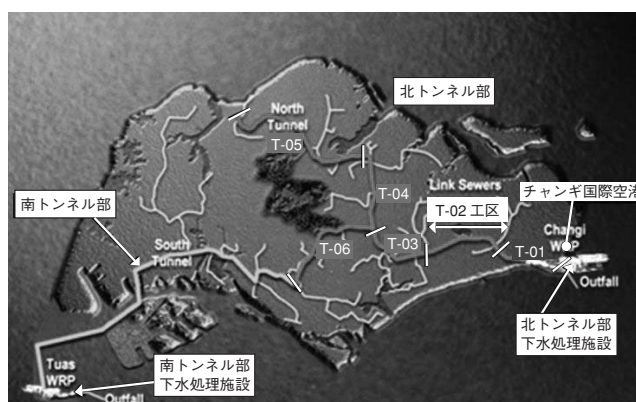 北トンネル部
North
Tunnel
T-05
T-04
Link Sewers
チャンギ国際空港
T-02 工区
南トンネル部
South
Tunnel
T-06
T-03
T-01
Changi
WRP
Outfall
北トンネル部
下水処理施設
Tuas
WRP
南トンネル部
下水処理施設
Outfall